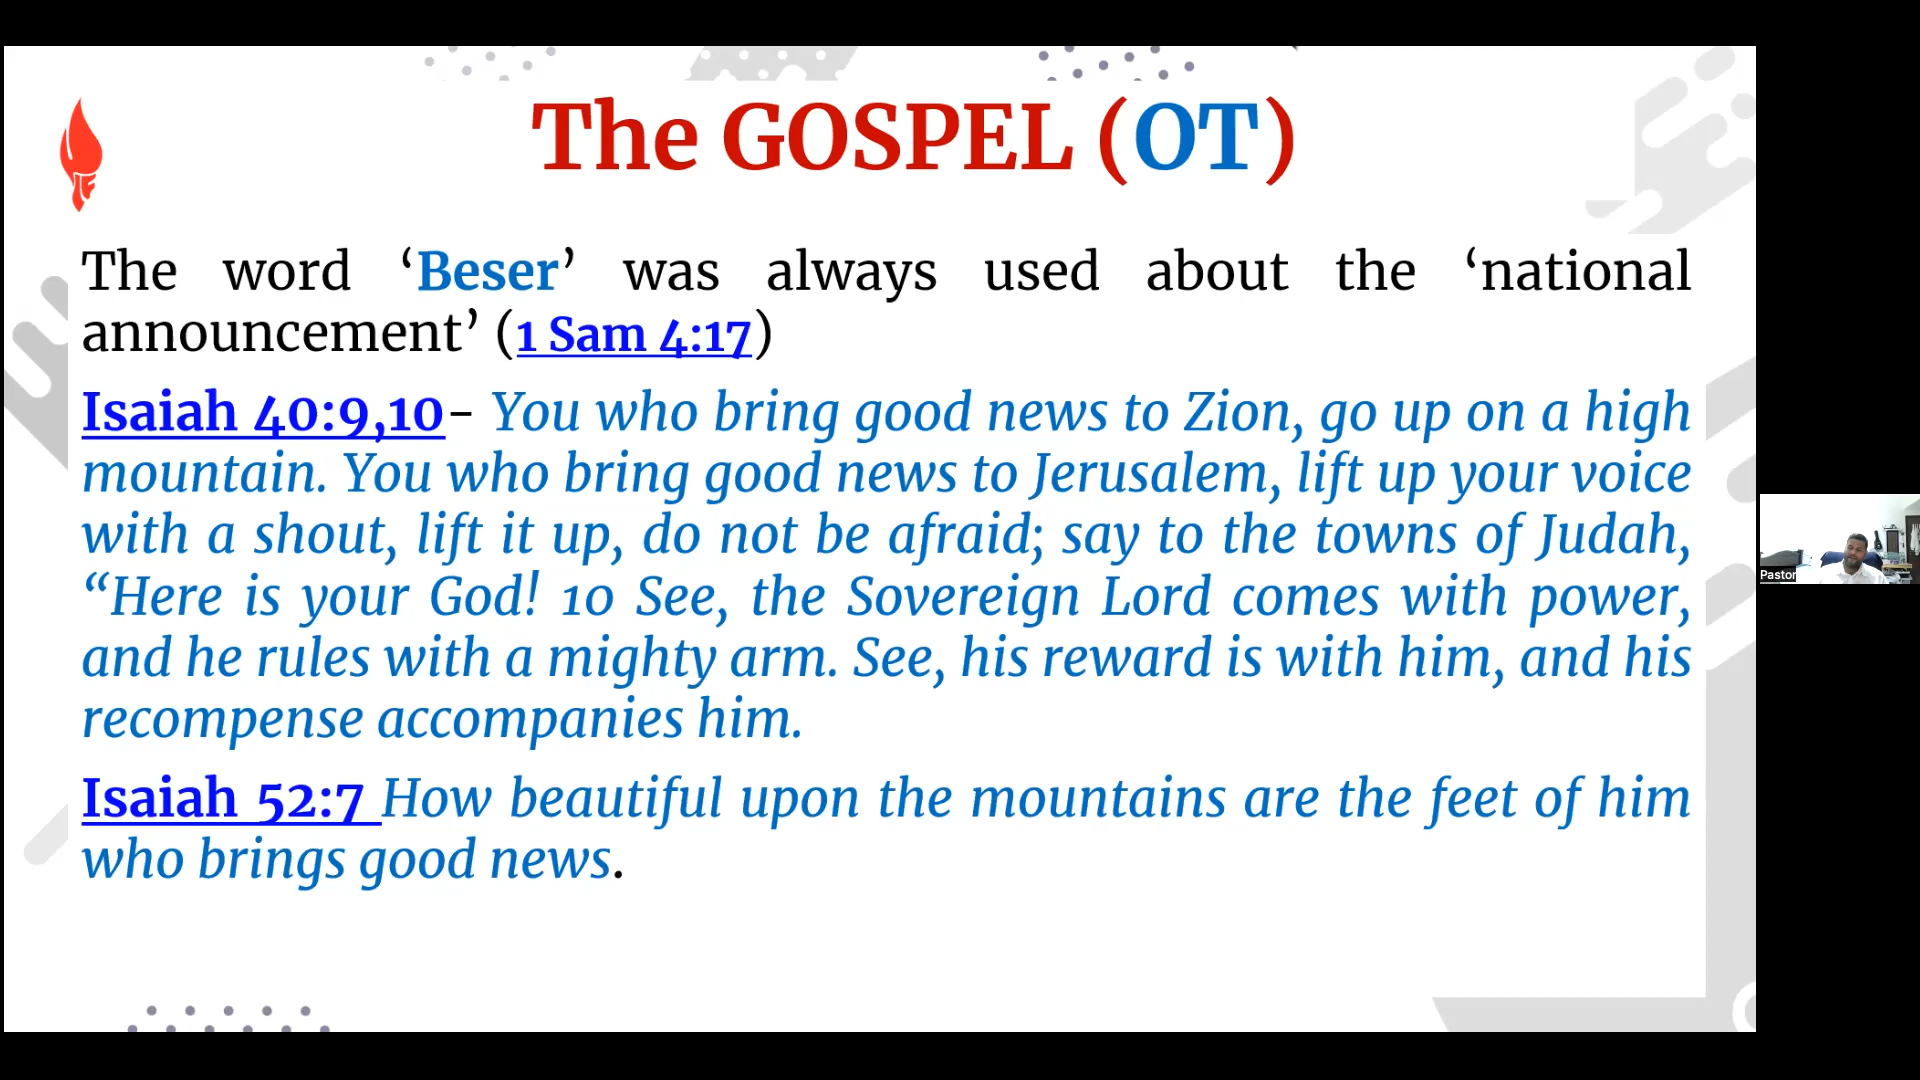 The GOSPEL (OT)
The word ‘Beser’ was always used about the ‘national
announcement’ (1 Sam 4:17)
Isaiah 40:9,10- You who bring good news to Zion, go up on a high
mountain. You who bring good news to Jerusalem, lift up your voice
with a shout, lift it up, do not be afraid; say to the towns of Judah,
“Here is your God! 10 See, the Sovereign Lord comes with power,
and he rules with a mighty arm. See, his reward is with him, and his
recompense accompanies him.
Isaiah 52:7 How beautiful upon the mountains are the feet of him
who brings good news.
Pastor